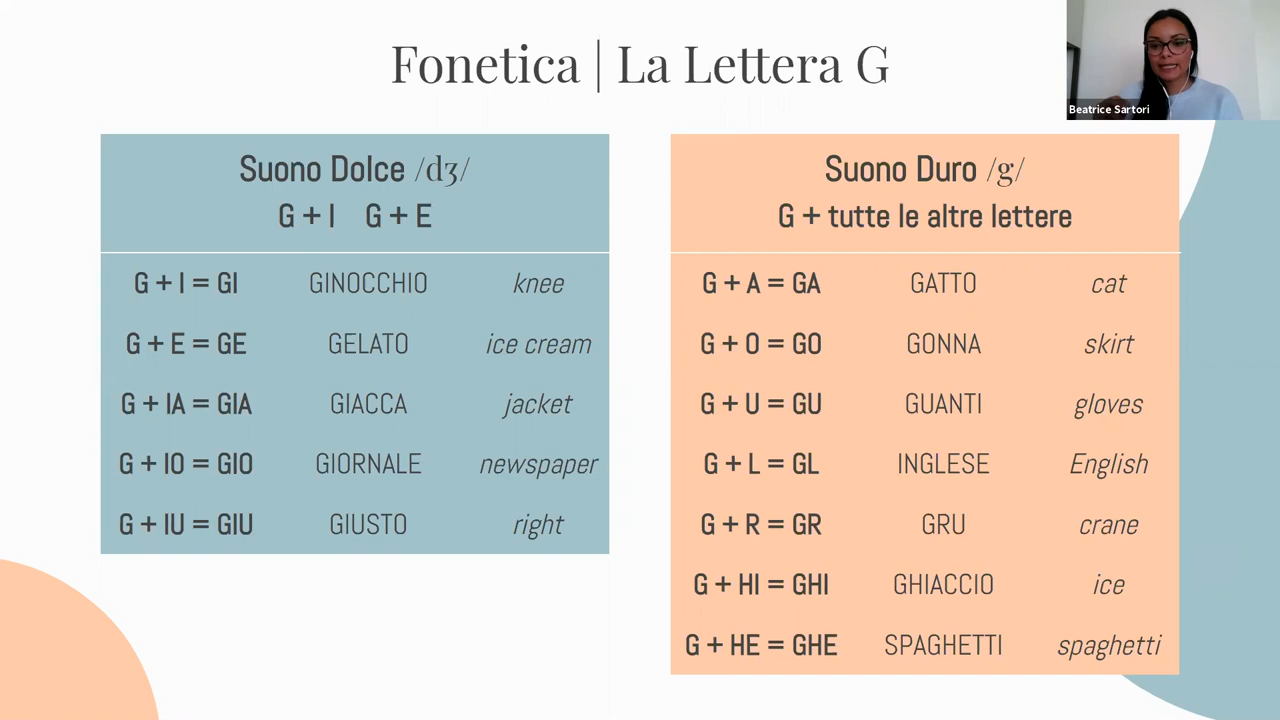 Fonetica | La Lettera G
Beatrice Sartori
Suono Dolce /dʒ/
G + I G + E
G + I = GI GINOCCHIO knee
G + E = GE GELATO ice cream
G + IA = GIA GIACCA jacket
G + IO = GIO GIORNALE newspaper
G + IU = GIU GIUSTO right
Suono Duro /g/
G + tutte le altre lettere
G + A = GA GATTO cat
G + O = GO GONNA skirt
G + U = GU GUANTI gloves
G + L = GL INGLESE English
G + R = GR GRU crane
G + HI = GHI GHIACCIO ice
G + HE = GHE SPAGHETTI spaghetti